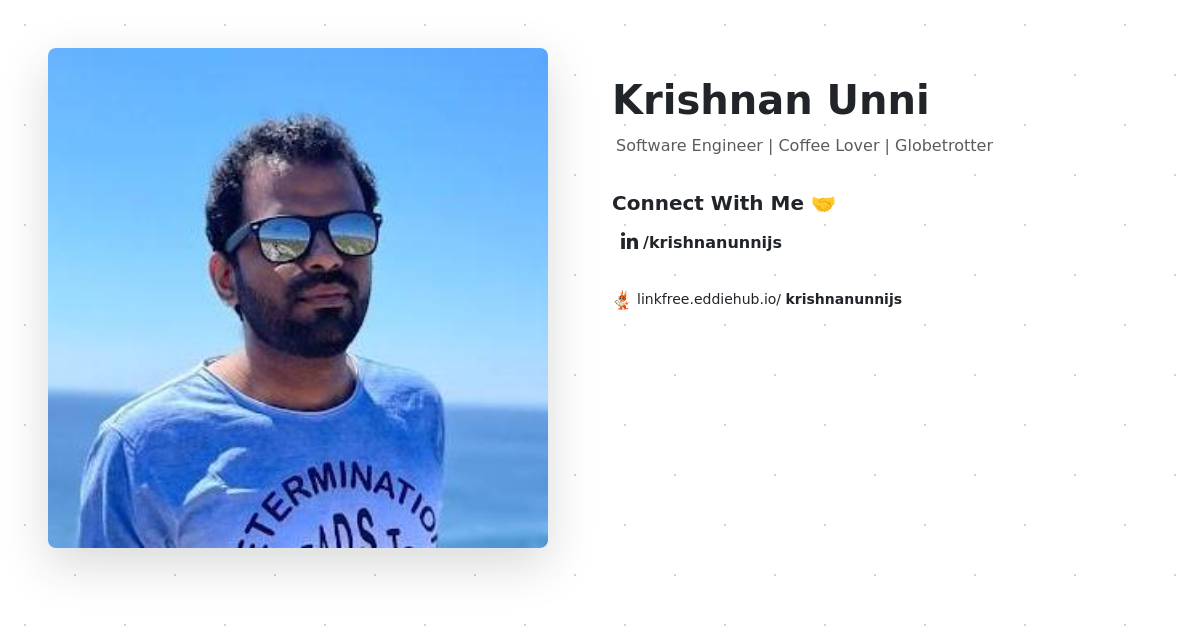 Krishnan Unni
Software Engineer | Coffee Lover | Globetrotter
Connect With Me 🤝
in /krishnanunnijs
linkfree.eddiehub.io/ krishnanunnijs
ETERMINATIO
EADS T